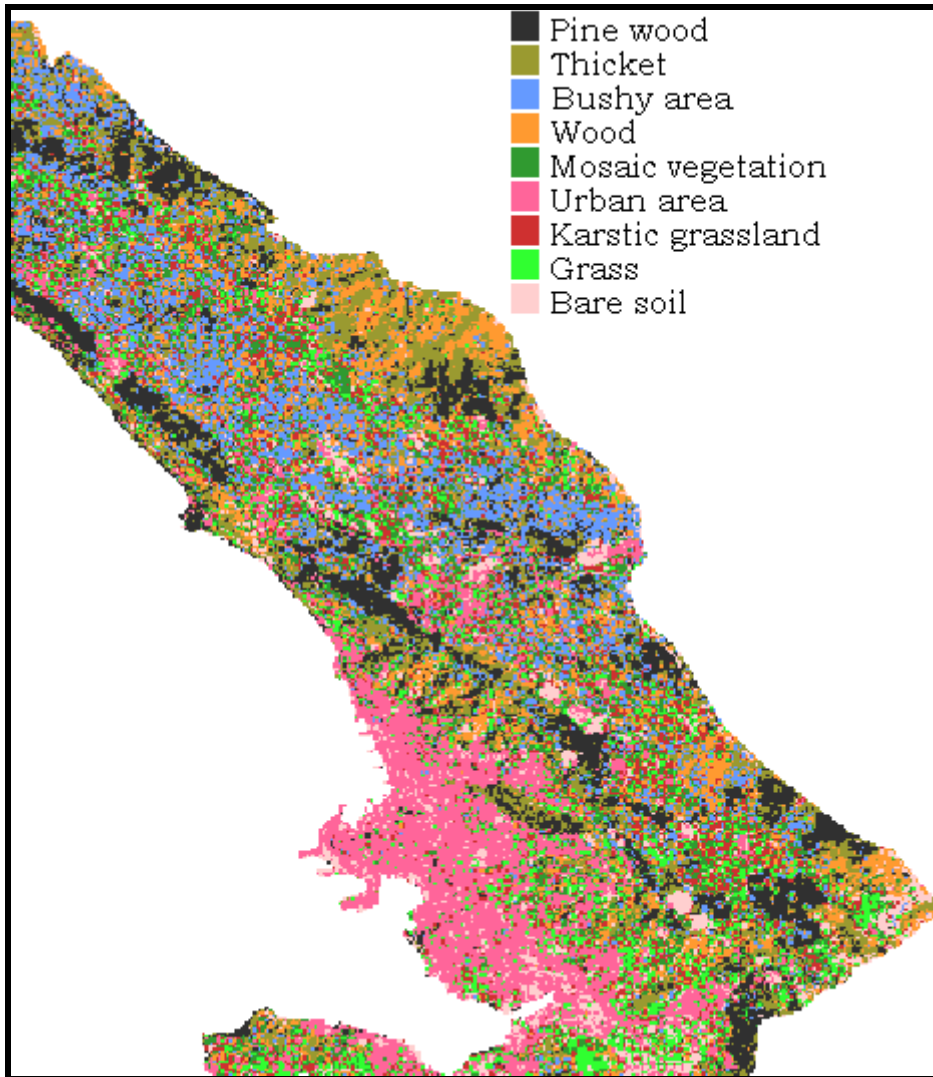 Pine wood
Thicket
Bushy area
Wood
Mosaic vegetation
Urban area
Karstic grassland
Grass
Bare soil